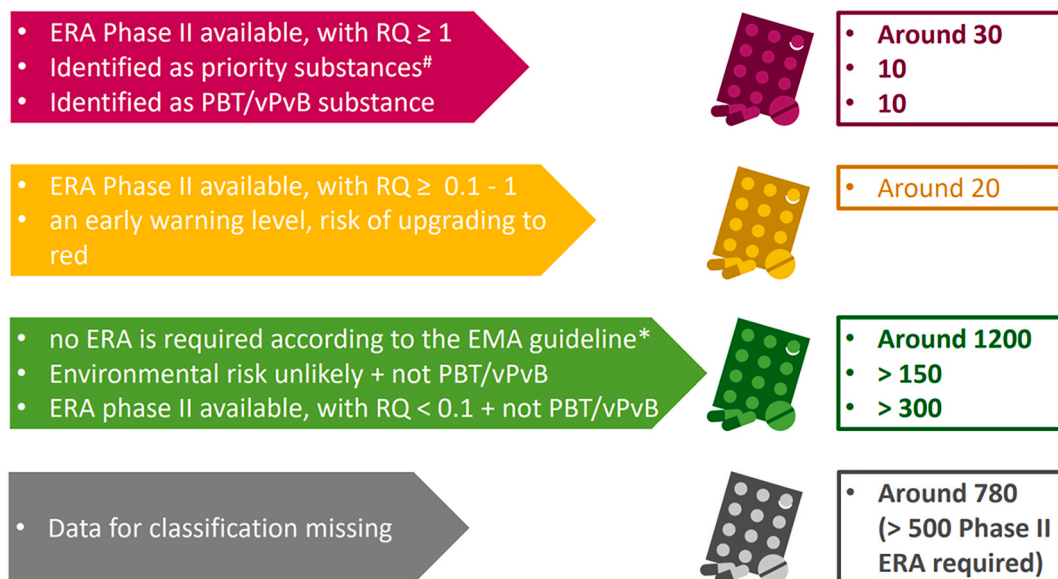 • ERA Phase II available, with RQ ≥ 1
• Identified as priority substances#
• Identified as PBT/vPvB substance
• Around 30
• 10
• 10
• ERA Phase II available, with RQ ≥ 0.1 - 1
• an early warning level, risk of upgrading to
red
• Around 20
• no ERA is required according to the EMA guideline*
• Environmental risk unlikely + not PBT/vPvB
• ERA phase II available, with RQ < 0.1 + not PBT/vPvB
• Around 1200
• > 150
• > 300
• Data for classification missing
• Around 780
(> 500 Phase II
ERA required)